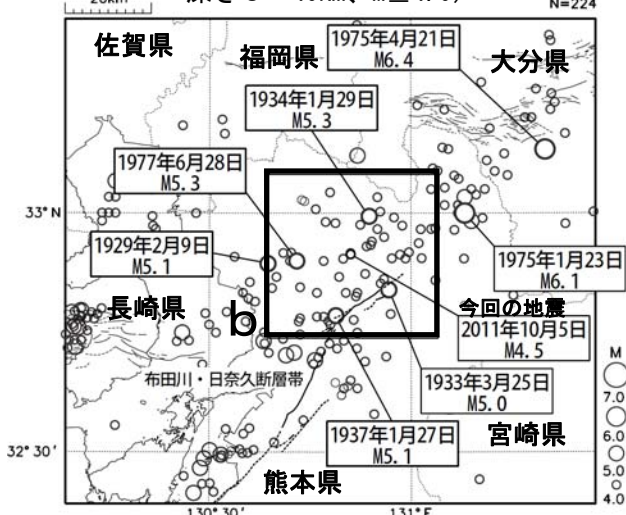 20km
N=224
佐賀県
福岡県
1975年4月21日
M6.4
大分県
1934年1月29日
M5.3
1977年6月28日
M5.3
33°N
1929年2月9日
M5.1
1975年1月23日
M6.1
長崎県
b
今回の地震
2011年10月5日
M4.5
布田川・日奈久断層帯
1933年3月25日
M5.0
M
7.0
6.0
5.0
4.0
1937年1月27日
M5.1
宮崎県
32°30′
熊本県
130°30′
131°E